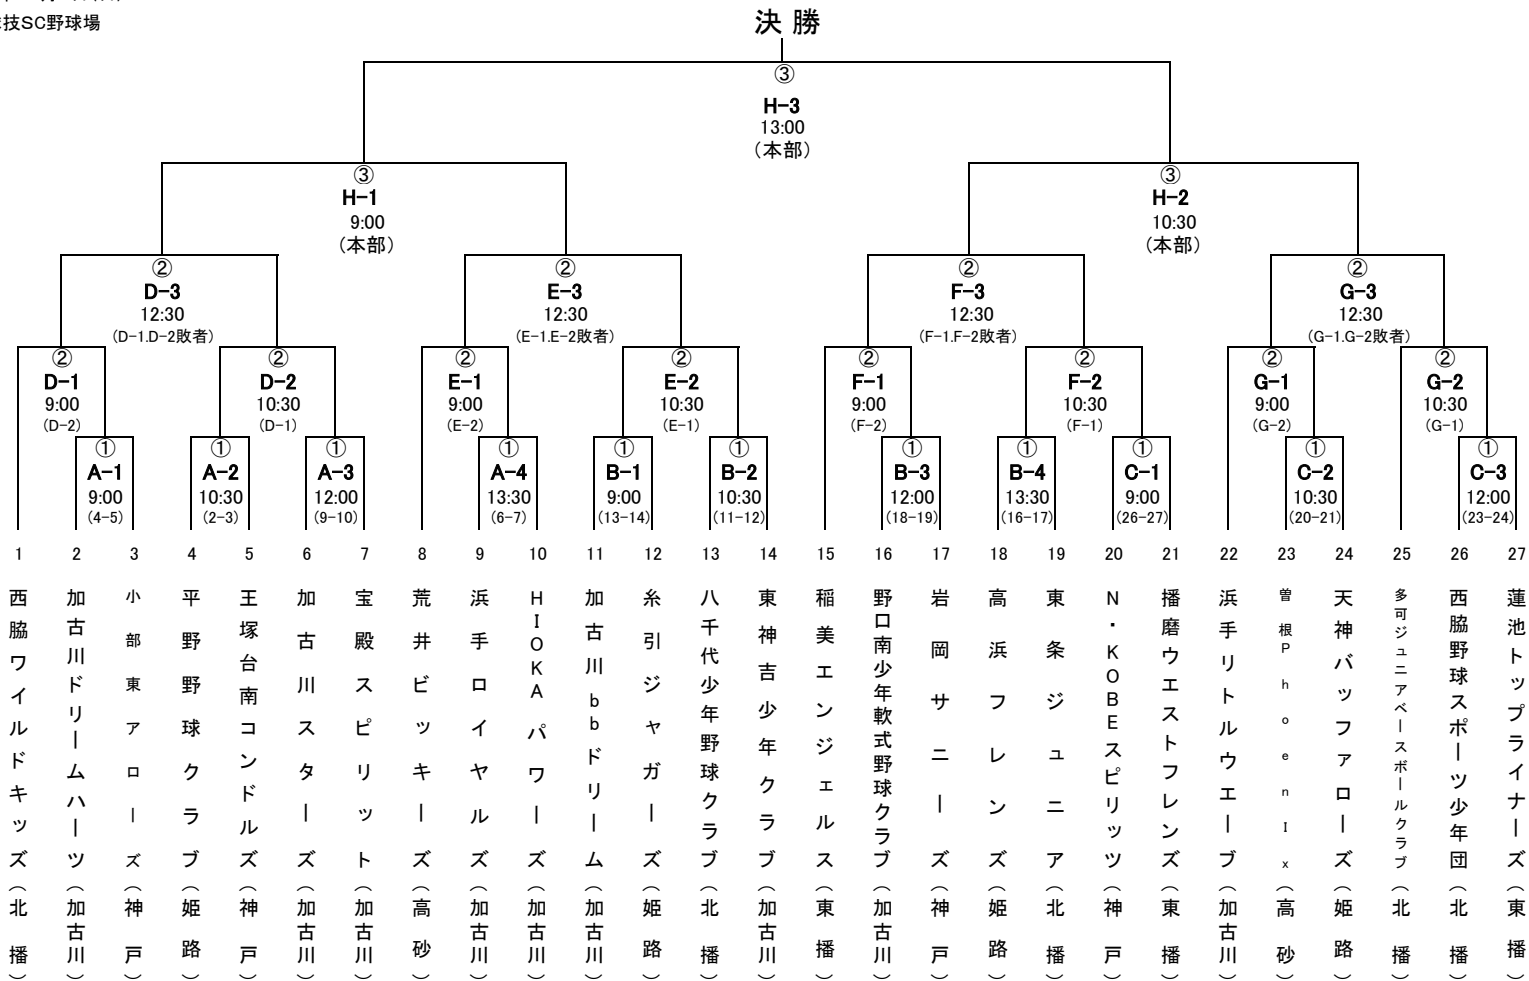 技SC野球場
決 勝
③
H-3
13:00
（本部）
③
H-1
9:00
（本部）
③
H-2
10:30
（本部）
②
D-3
12:30
（D-1.D-2敗者）
②
E-3
12:30
（E-1.E-2敗者）
②
F-3
12:30
（F-1.F-2敗者）
②
G-3
12:30
（G-1.G-2敗者）
②
D-1
9:00
（D-2）
②
D-2
10:30
（D-1）
②
E-1
9:00
（E-2）
②
E-2
10:30
（E-1）
②
F-1
9:00
（F-2）
②
F-2
10:30
（F-1）
②
G-1
9:00
（G-2）
②
G-2
10:30
（G-1）
①
A-1
9:00
（4-5）
①
A-2
10:30
（2-3）
①
A-3
12:00
（9-10）
①
A-4
13:30
（6-7）
①
B-1
9:00
（13-14）
①
B-2
10:30
（11-12）
①
B-3
12:00
（18-19）
①
B-4
13:30
（16-17）
①
C-1
9:00
（26-27）
①
C-2
10:30
（20-21）
①
C-3
12:00
（23-24）
1 西脇ワイルドキッズ（北播）
2 加古川ドリームハーツ（加古川）
3 小部東アローズ（神戸）
4 平野野球クラブ（姫路）
5 王塚台南コンドルズ（神戸）
6 加古川スターズ（加古川）
7 宝殿スピリット（加古川）
8 荒井ビッキーズ（高砂）
9 浜手ロイヤルズ（加古川）
10 HIOKAパワーズ（加古川）
11 加古川bbドリーム（加古川）
12 糸引ジャガーズ（姫路）
13 八千代少年野球クラブ（北播）
14 東神吉少年クラブ（加古川）
15 稲美エンジェルス（東播）
16 野口南少年軟式野球クラブ（加古川）
17 岩岡サニーズ（神戸）
18 高浜フレンズ（姫路）
19 東条ジュニア（北播）
20 N・KOBEスピリッツ（神戸）
21 播磨ウエストフレンズ（東播）
22 浜手リトルウエーブ（加古川）
23 曽根PhoenIx（高砂）
24 天神バッファローズ（姫路）
25 多可ジュニアベースボールクラブ（北播）
26 西脇野球スポーツ少年団（北播）
27 蓮池トップライナーズ（東播）